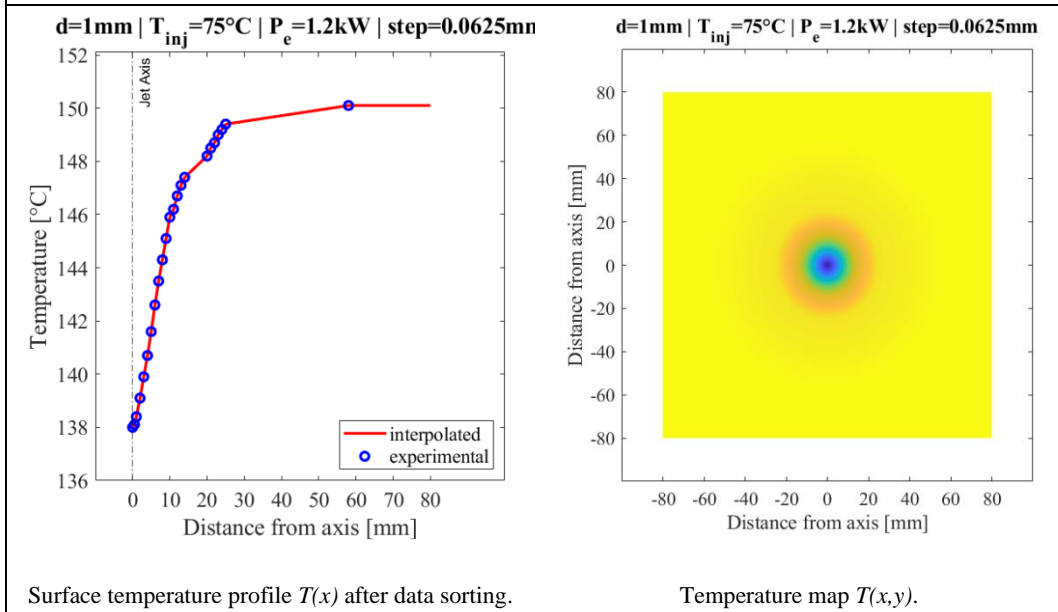 d=1mm | T_inj=75°C | P_e=1.2kW | step=0.0625mm
152
150
148
146
144
142
140
138
136
Temperature [°C]
Jet Axis
interpolated
experimental
0 10 20 30 40 50 60 70 80
Distance from axis [mm]
Surface temperature profile T(x) after data sorting.
d=1mm | T_inj=75°C | P_e=1.2kW | step=0.0625mm
80
60
40
20
0
-20
-40
-60
-80
Distance from axis [mm]
-80 -60 -40 -20 0 20 40 60 80
Distance from axis [mm]
Temperature map T(x,y).